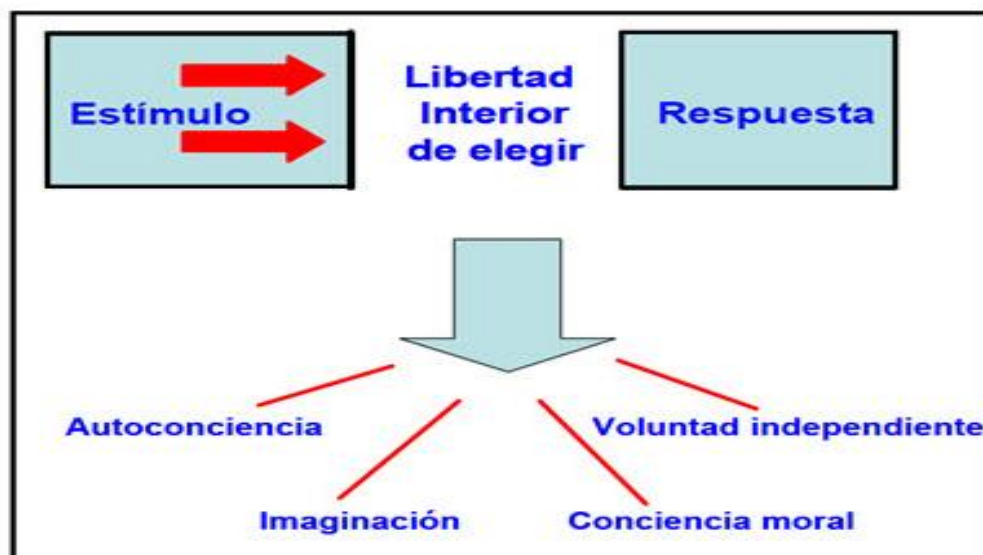 Estímulo
Libertad
Interior
de elegir
Respuesta
Autoconciencia
Voluntad independiente
Imaginación
Conciencia moral